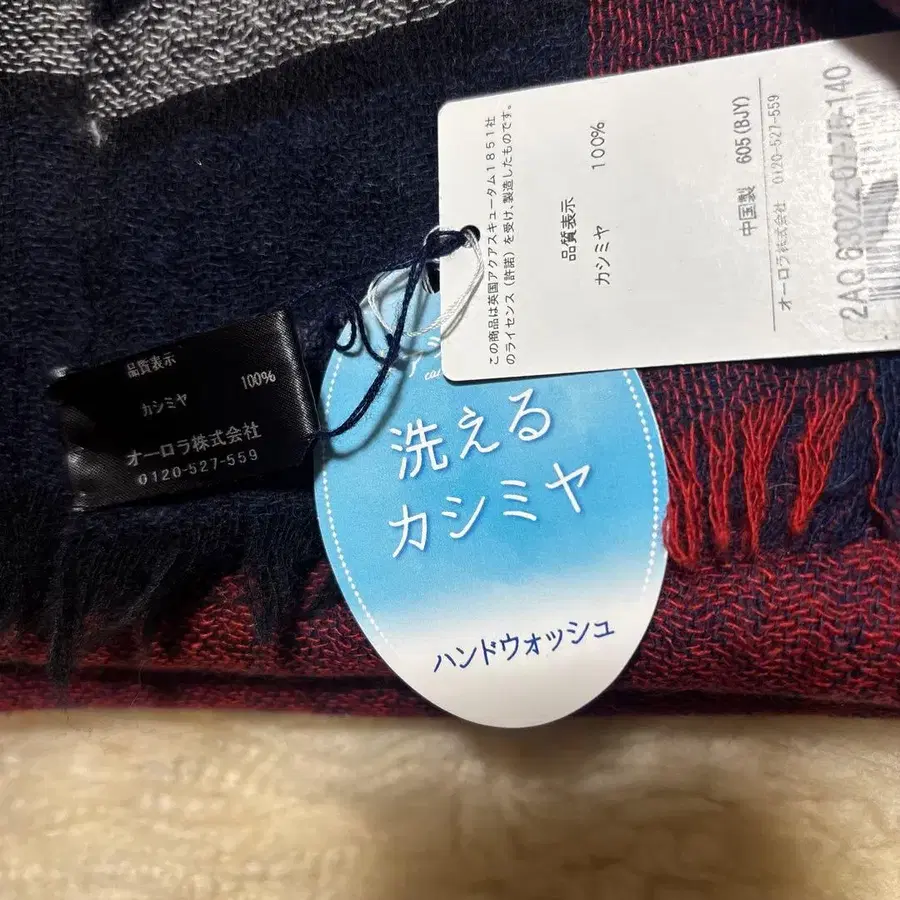 品質表示
カシミヤ 100%
オーロラ株式会社
0120-527-559
洗える
カシミヤ
ハンドウォッシュ
この商品は英国アクアスキュータム1851社
のライセンス（許諾）を受け、製造したものです。
品質表示
カシミヤ 100%
中国製 605(BJY)
オーロラ株式会社 0120-527-559